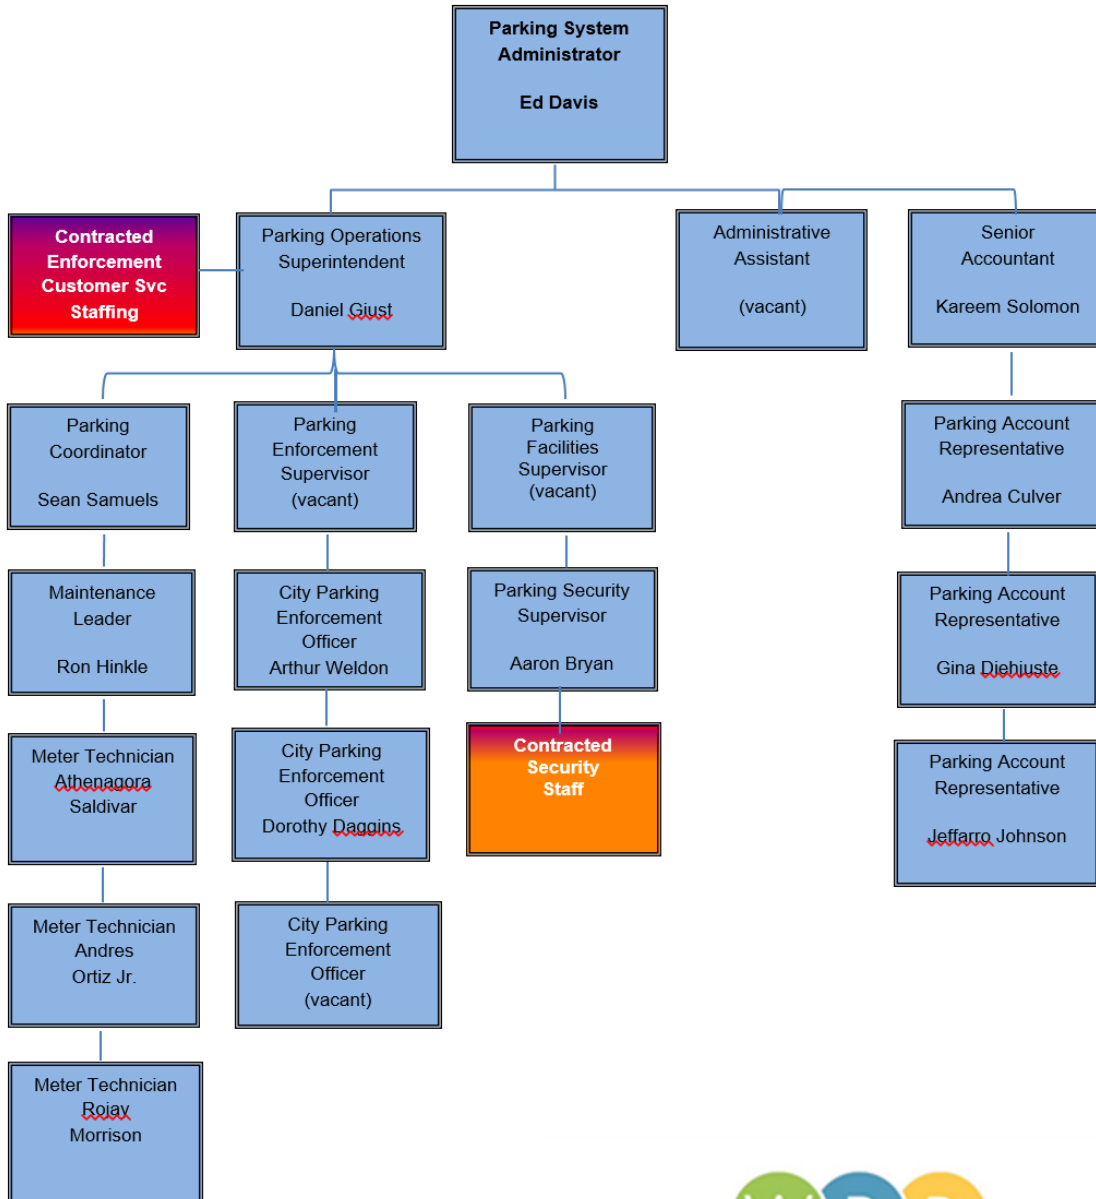 Parking System
Administrator
Ed Davis
Contracted
Enforcement
Customer Svc
Staffing
Parking Operations
Superintendent
Daniel Giust
Administrative
Assistant
(vacant)
Senior
Accountant
Kareem Solomon
Parking
Coordinator
Sean Samuels
Parking
Enforcement
Supervisor
(vacant)
Parking
Facilities
Supervisor
(vacant)
Parking Account
Representative
Andrea Culver
Maintenance
Leader
Ron Hinkle
City Parking
Enforcement
Officer
Arthur Weldon
Parking Security
Supervisor
Aaron Bryan
Parking Account
Representative
Gina Diehjuste
Meter Technician
Athenagora
Saldivar
City Parking
Enforcement
Officer
Dorothy Daggins
Contracted
Security
Staff
Parking Account
Representative
Jeffarro Johnson
Meter Technician
Andres
Ortiz Jr.
City Parking
Enforcement
Officer
(vacant)
Meter Technician
Rojay
Morrison